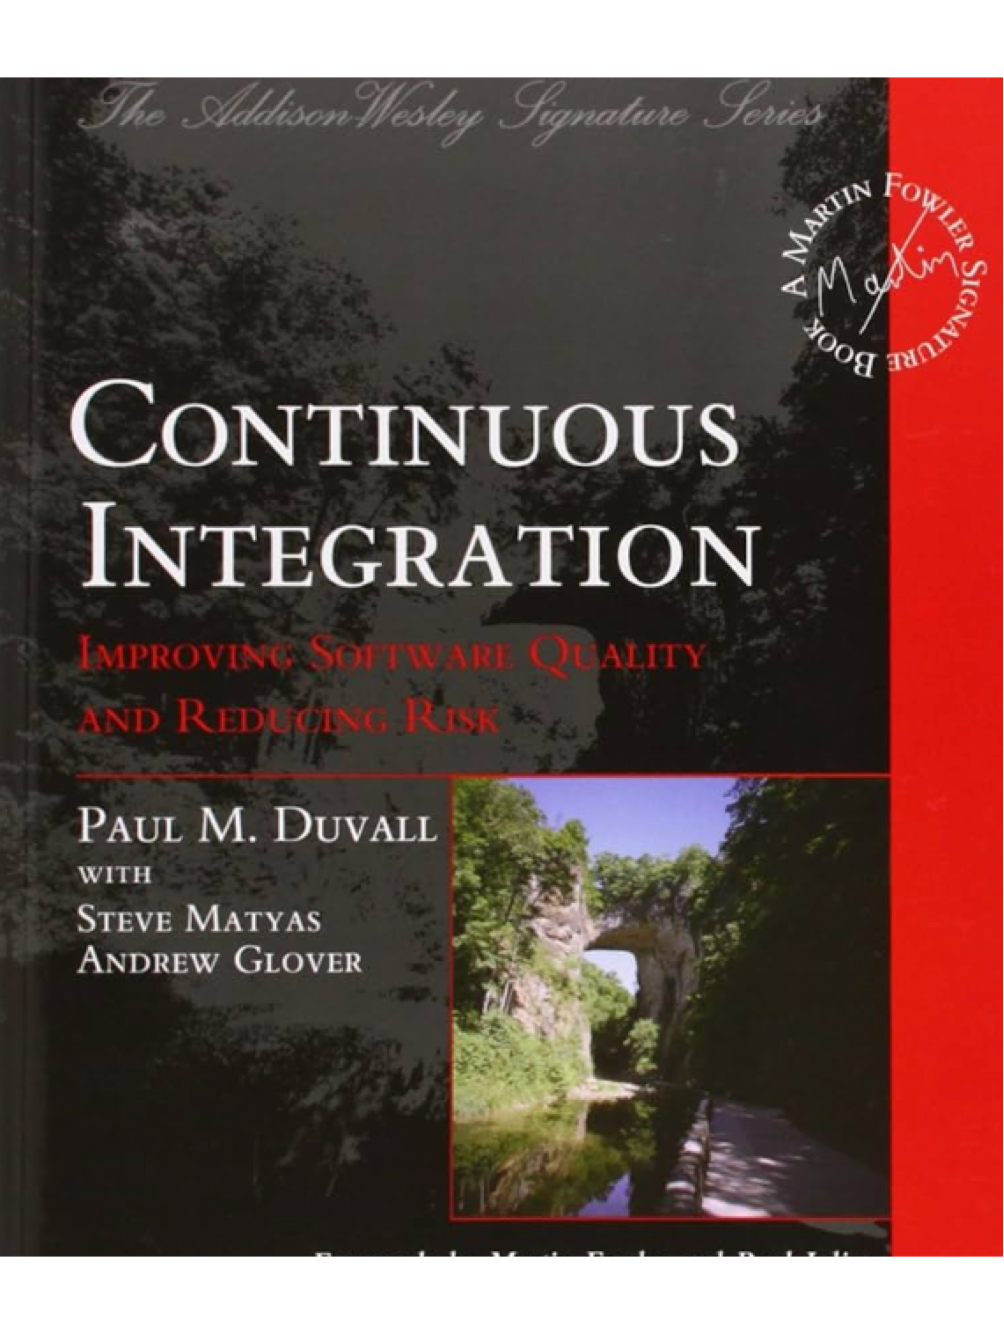 The Addison-Wesley Signature Series
A MARTIN FOWLER SIGNATURE BOOK
Martin
CONTINUOUS
INTEGRATION
IMPROVING SOFTWARE QUALITY
AND REDUCING RISK
PAUL M. DUVALL
WITH
STEVE MATYAS
ANDREW GLOVER